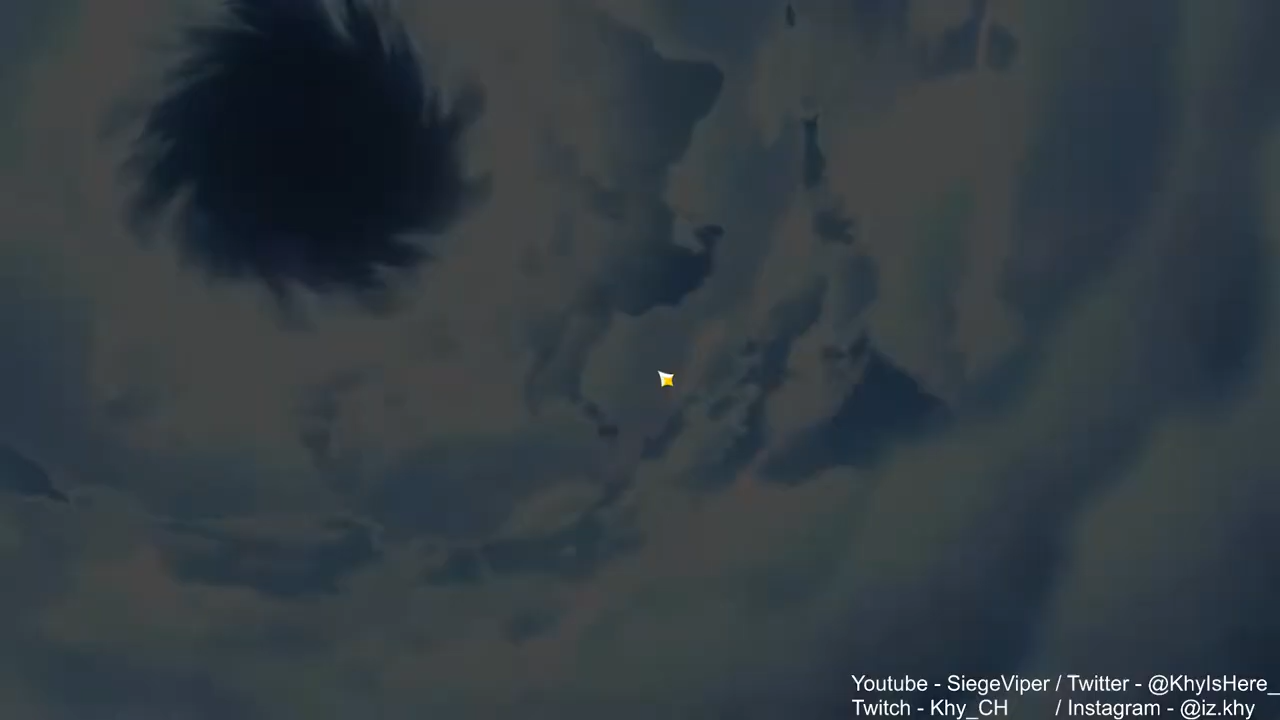 Youtube - SiegeViper / Twitter - @KhyIsHere_
Twitch - Khy_CH / Instagram - @iz.khy